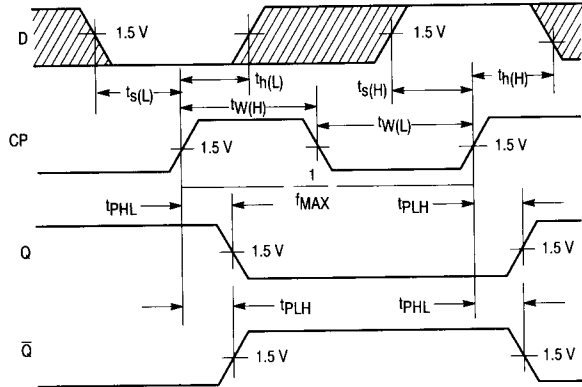 D 1.5 V 1.5 V
ts(L) th(L) ts(H) th(H)
tW(H) tW(L)
CP 1.5 V 1.5 V
1
fMAX
tPHL tPLH
Q 1.5 V 1.5 V
tPLH tPHL
Q̅ 1.5 V 1.5 V